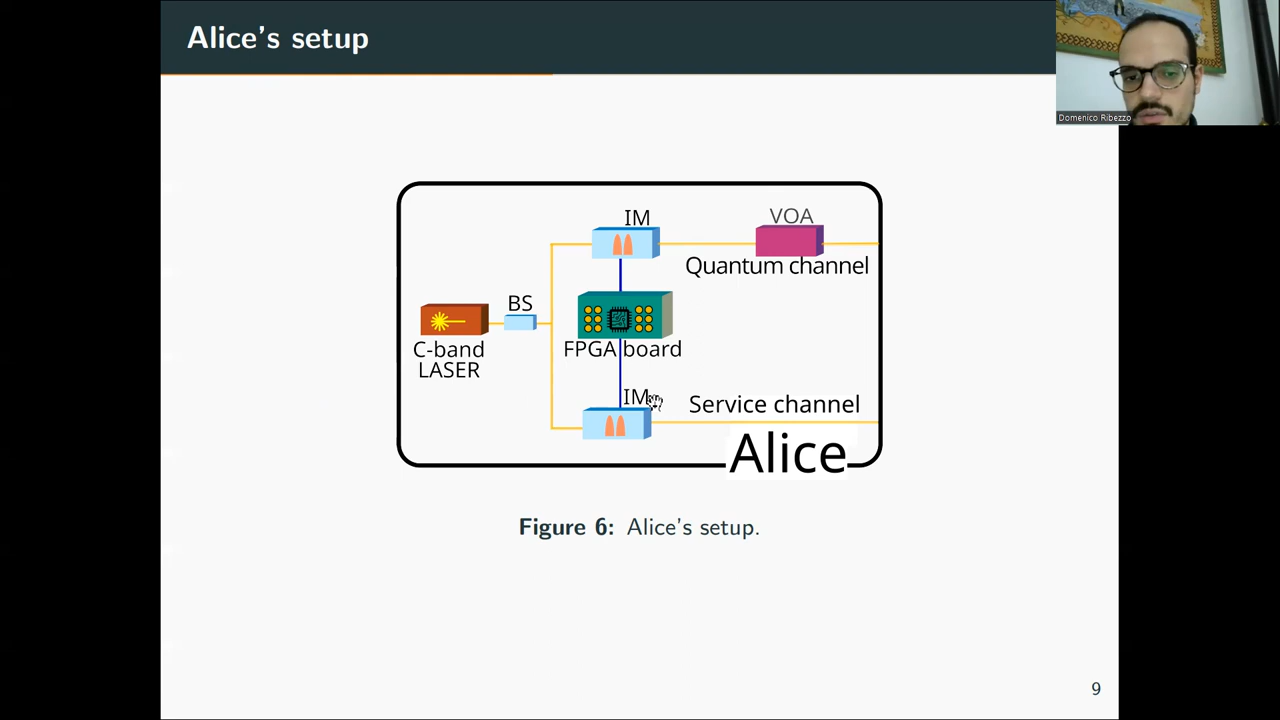 Alice's setup
Domenico Ribezzo
IM
VOA
Quantum channel
BS
C-band
LASER
FPGA board
IM
Service channel
Alice
Figure 6: Alice's setup.
9